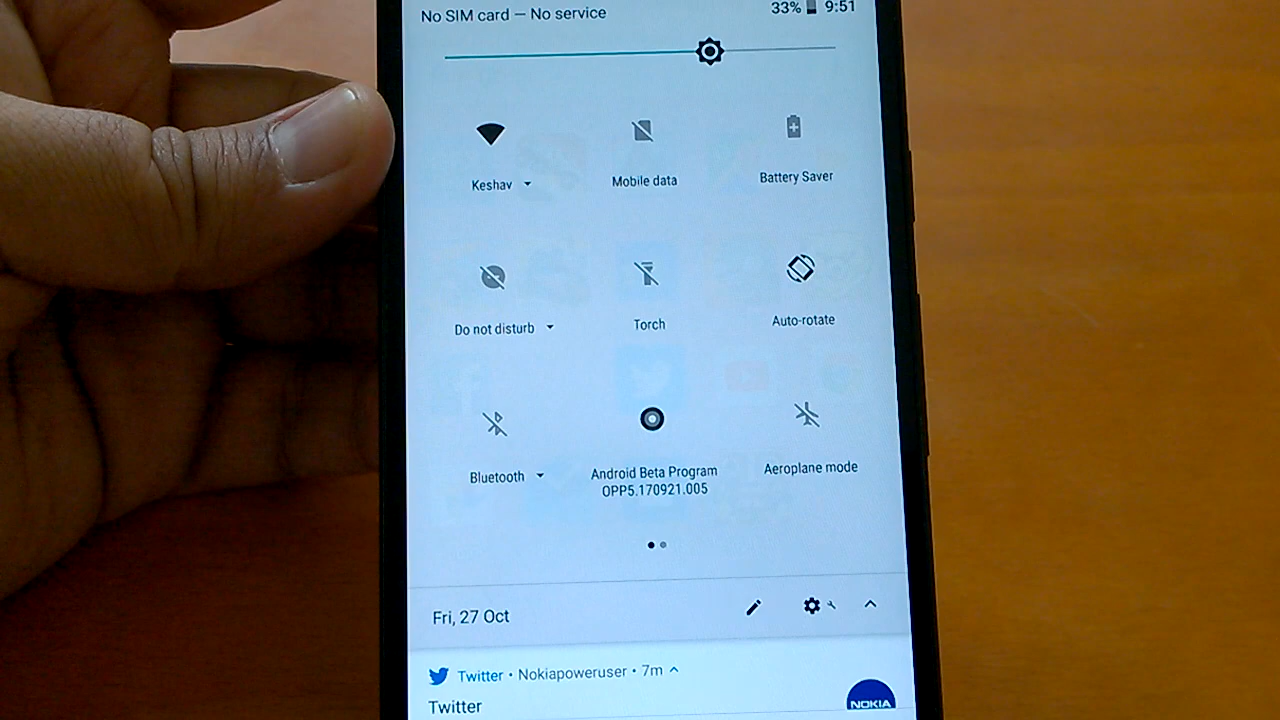 No SIM card — No service 33% 9:51
Keshav Mobile data Battery Saver
Do not disturb Torch Auto-rotate
Bluetooth Android Beta Program Aeroplane mode
OPP5.170921.005
Fri, 27 Oct
Twitter • Nokiapoweruser • 7m
Twitter
NOKIA